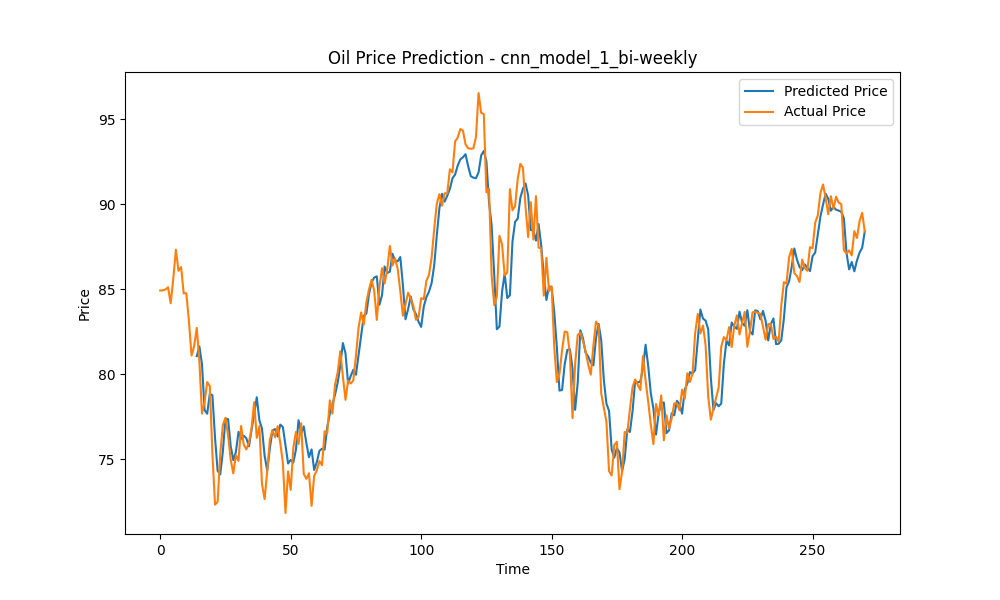 Oil Price Prediction - cnn_model_1_bi-weekly
Predicted Price
Actual Price
95
90
85
80
75
Price
0 50 100 150 200 250
Time